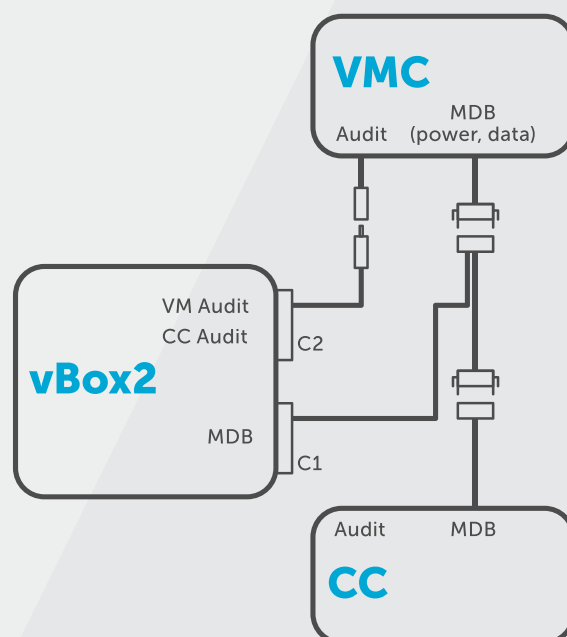 VMC
MDB
Audit (power, data)
VM Audit
CC Audit
C2
vBox2
MDB
C1
Audit MDB
CC